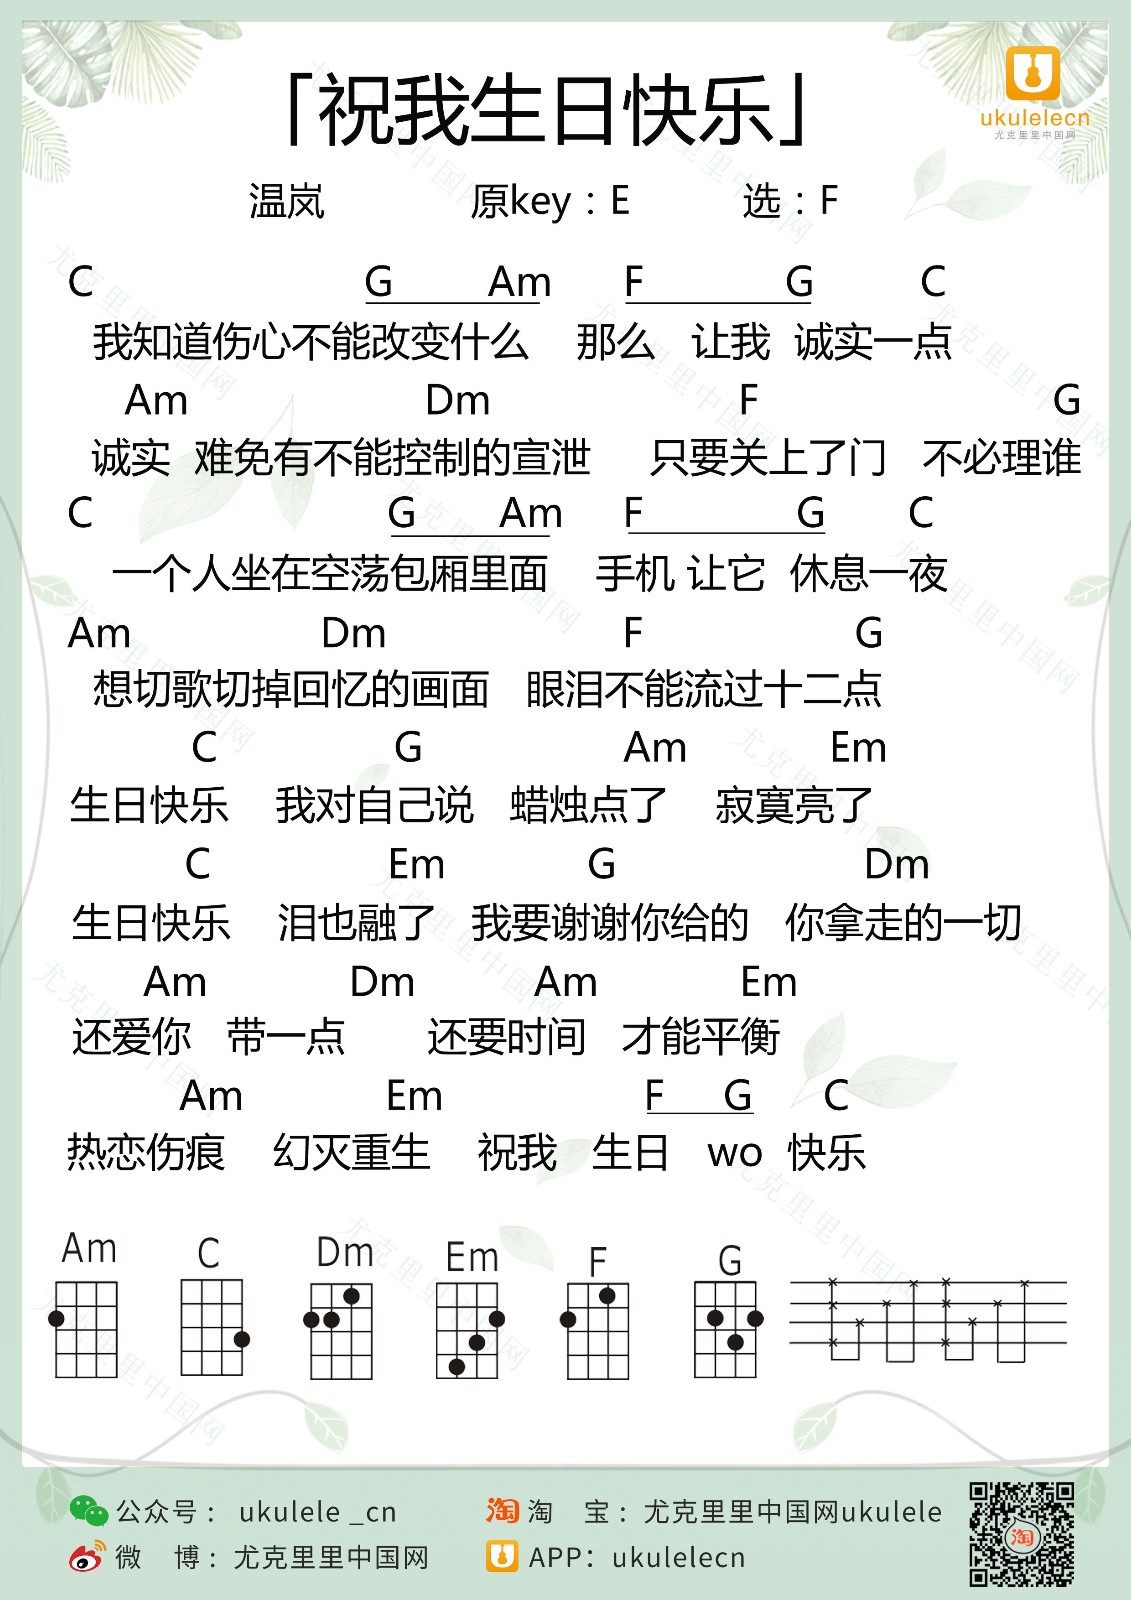 「祝我生日快乐」
ukulelecn
尤克里里中国网
温岚 原key：E 选：F
C G Am F G C
我知道伤心不能改变什么 那么 让我 诚实一点
Am Dm F G
诚实 难免有不能控制的宣泄 只要关上了门 不必理谁
C G Am F G C
一个人坐在空荡包厢里面 手机 让它 休息一夜
Am Dm F G
想切歌切掉回忆的画面 眼泪不能流过十二点
C G Am Em
生日快乐 我对自己说 蜡烛点了 寂寞亮了
C Em G Dm
生日快乐 泪也融了 我要谢谢你给的 你拿走的一切
Am Dm Am Em
还爱你 带一点 还要时间 才能平衡
Am Em F G C
热恋伤痕 幻灭重生 祝我 生日 wo 快乐
Am C Dm Em F G
公众号： ukulele _cn 淘 淘 宝：尤克里里中国网ukulele
微 博：尤克里里中国网 APP：ukulelecn
淘